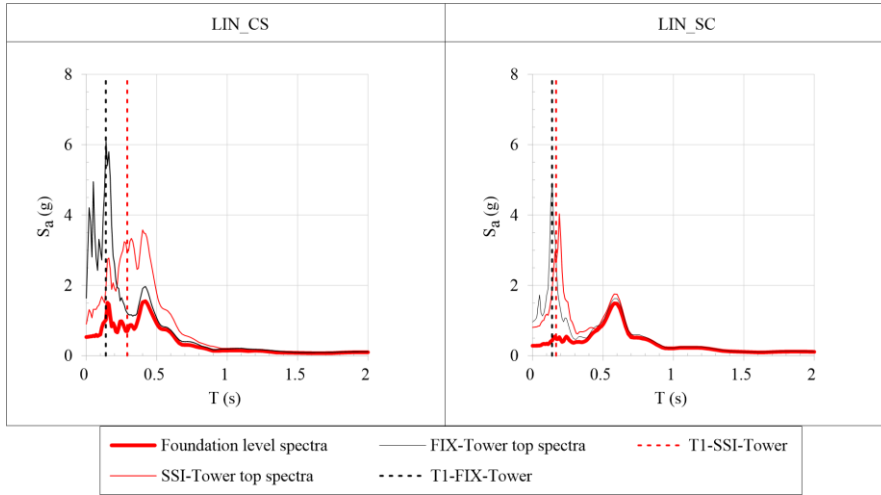 LIN_CS
LIN_SC
8
6
4
2
0
Sa (g)
0 0.5 1 1.5 2
T (s)
8
6
4
2
0
Sa (g)
0 0.5 1 1.5 2
T (s)
Foundation level spectra
FIX-Tower top spectra
T1-SSI-Tower
SSI-Tower top spectra
T1-FIX-Tower